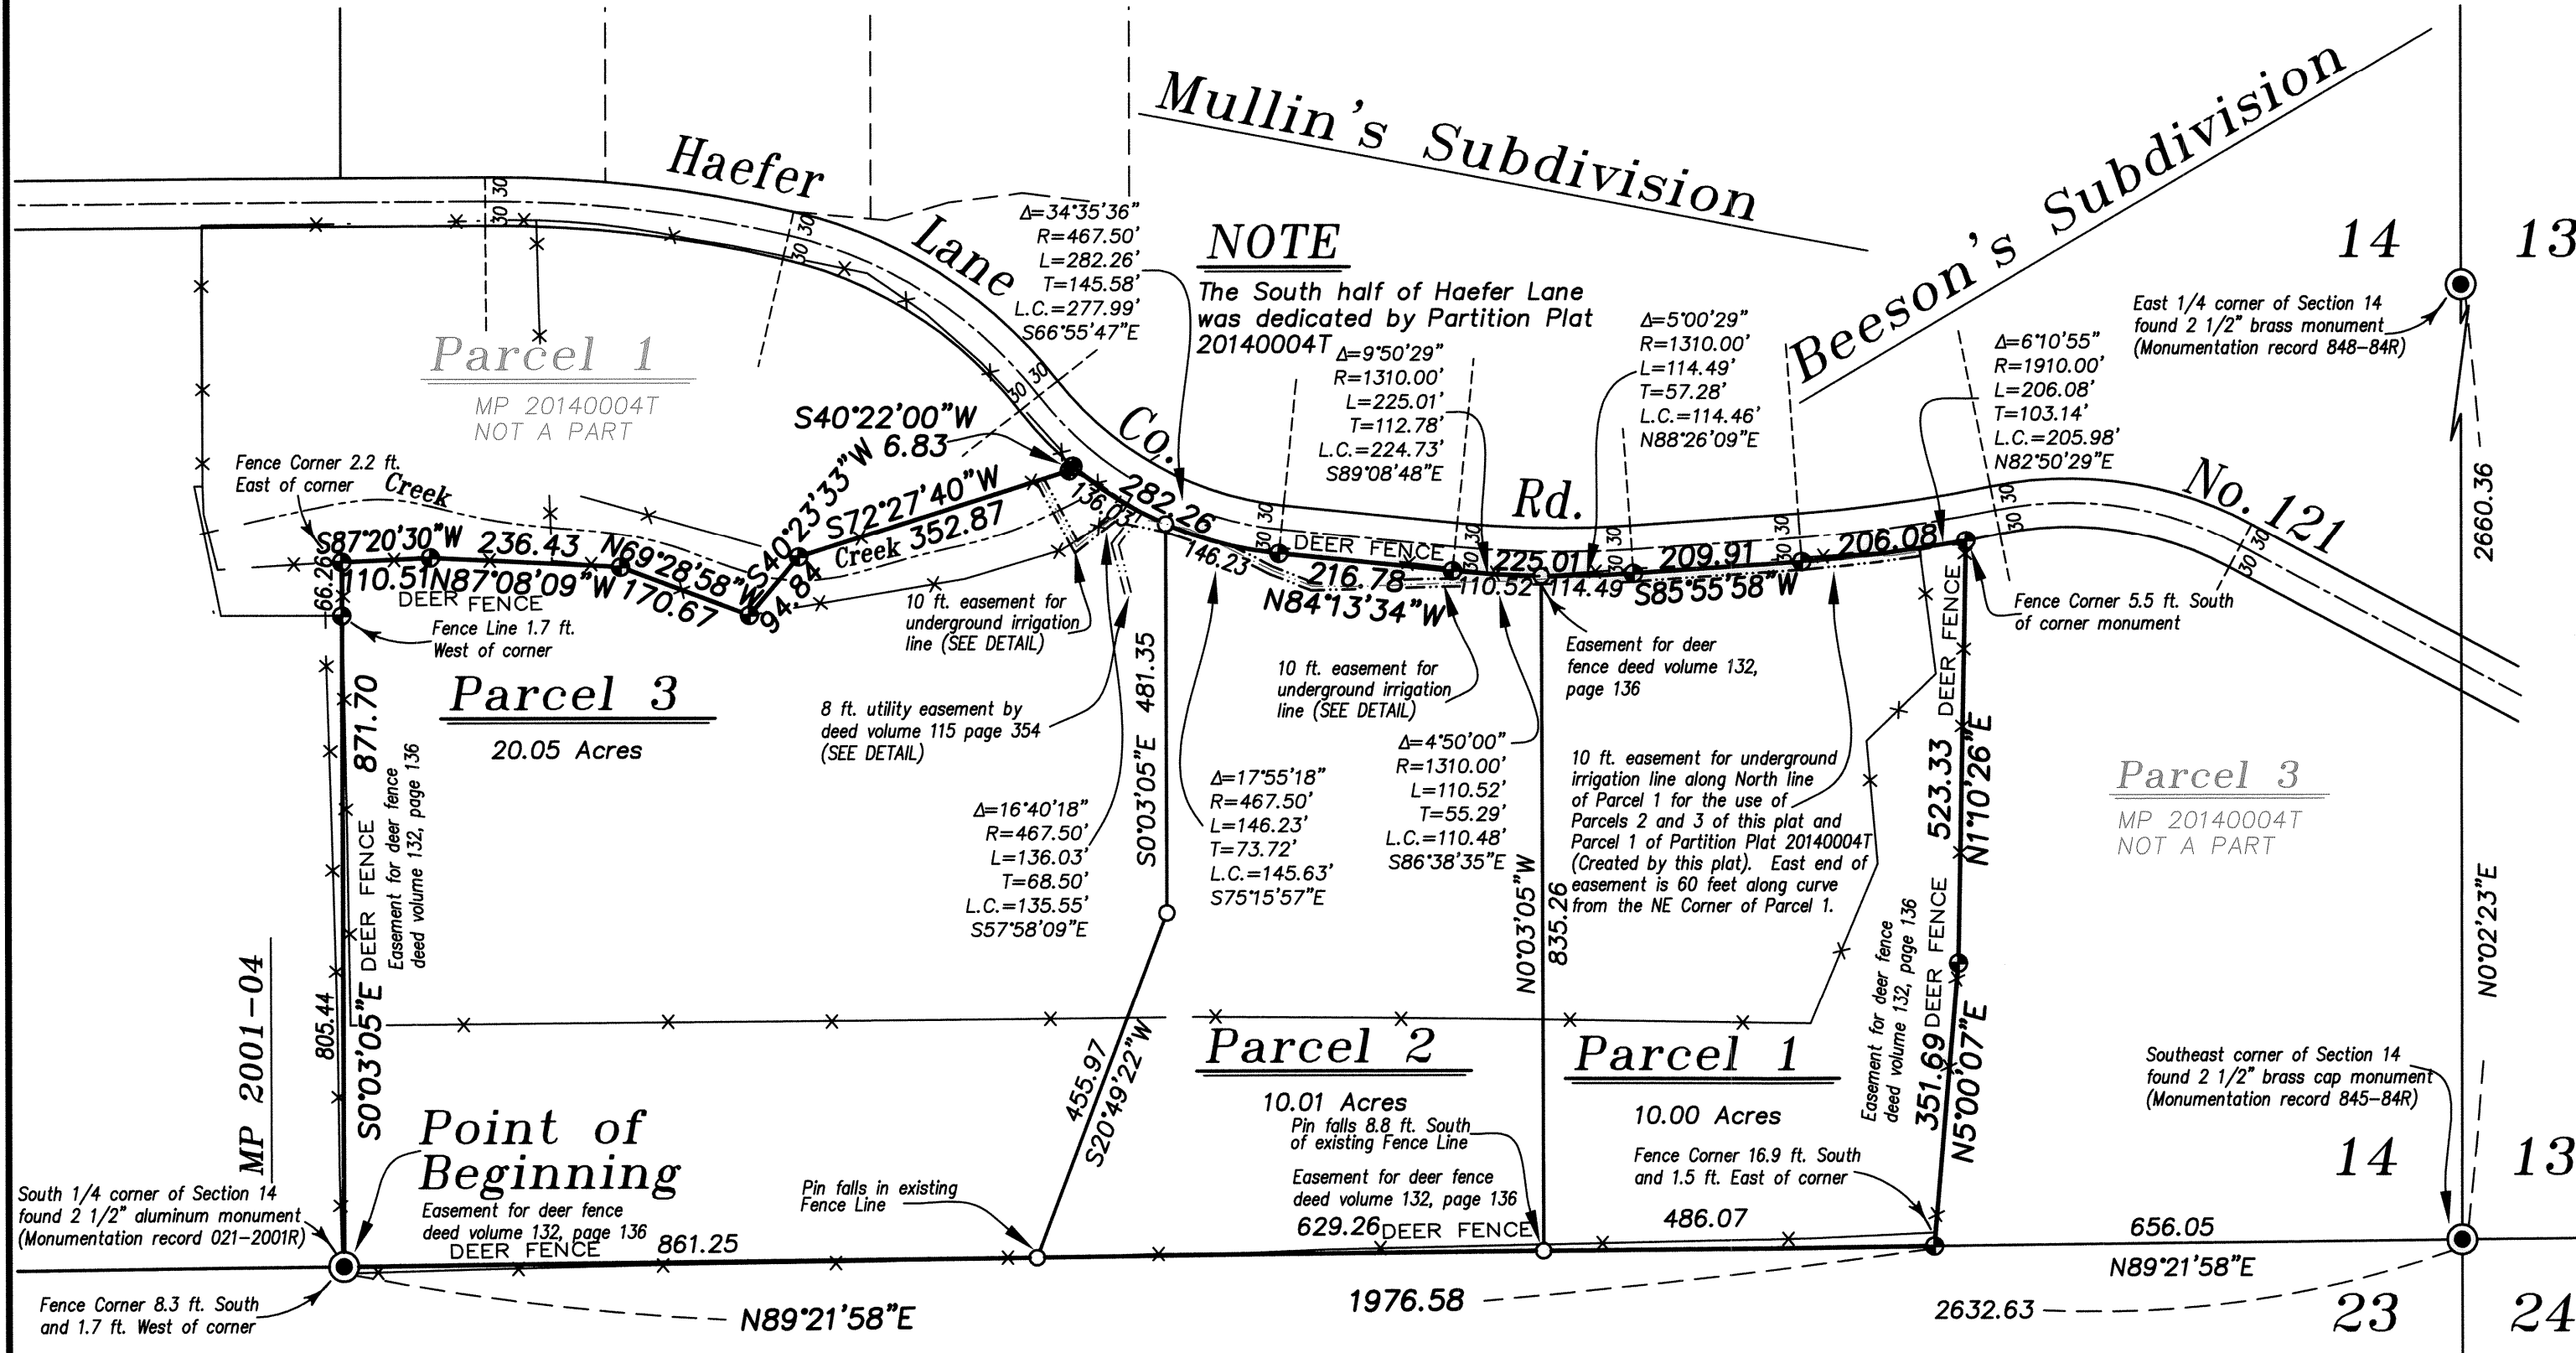 Mullin's Subdivision
Beeson's Subdivision
Haefer
Lane
Co.
Rd.
No. 121
30 30
30 30
30 30
30 30
30 30
30 30
30 30
30 30
30 30
Δ=34°35'36"
R=467.50'
L=282.26'
T=145.58'
L.C.=277.99'
S66°55'47"E
NOTE
The South half of Haefer Lane
was dedicated by Partition Plat
20140004T
Δ=9°50'29"
R=1310.00'
L=225.01'
T=112.78'
L.C.=224.73'
S89°08'48"E
Δ=5°00'29"
R=1310.00'
L=114.49'
T=57.28'
L.C.=114.46'
N88°26'09"E
Δ=6°10'55"
R=1910.00'
L=206.08'
T=103.14'
L.C.=205.98'
N82°50'29"E
14
13
East 1/4 corner of Section 14
found 2 1/2" brass monument
(Monumentation record 848-84R)
2660.36
N0°02'23"E
Parcel 1
MP 20140004T
NOT A PART
Fence Corner 2.2 ft.
East of corner
Creek
S40°22'00"W
6.83
S87°20'30"W
110.51
236.43
N87°08'09"W
N69°28'58"W
170.67
S40°23'33"W
94.84
S72°27'40"W
352.87
Creek
66.26
DEER FENCE
Fence Line 1.7 ft.
West of corner
136.03
282.26
146.23
DEER FENCE
216.78
N84°13'34"W
225.01
110.52
114.49
209.91
S85°55'58"W
206.08
Fence Corner 5.5 ft. South
of corner monument
10 ft. easement for
underground irrigation
line (SEE DETAIL)
8 ft. utility easement by
deed volume 115 page 354
(SEE DETAIL)
10 ft. easement for
underground irrigation
line (SEE DETAIL)
Easement for deer
fence deed volume 132,
page 136
Parcel 3
20.05 Acres
871.70
S0°03'05"E
DEER FENCE
805.44
Easement for deer fence
deed volume 132, page 136
MP 2001-04
Δ=16°40'18"
R=467.50'
L=136.03'
T=68.50'
L.C.=135.55'
S57°58'09"E
S0°03'05"E 481.35
Δ=17°55'18"
R=467.50'
L=146.23'
T=73.72'
L.C.=145.63'
S75°15'57"E
Δ=4°50'00"
R=1310.00'
L=110.52'
T=55.29'
L.C.=110.48'
S86°38'35"E
10 ft. easement for underground
irrigation line along North line
of Parcel 1 for the use of
Parcels 2 and 3 of this plat and
Parcel 1 of Partition Plat 20140004T
(Created by this plat). East end of
easement is 60 feet along curve
from the NE Corner of Parcel 1.
N0°03'05"W
835.26
DEER FENCE
523.33
N1°10'26"E
DEER FENCE
351.69
N5°00'07"E
Easement for deer fence
deed volume 132, page 136
Parcel 3
MP 20140004T
NOT A PART
455.97
S20°49'22"W
Parcel 2
10.01 Acres
Pin falls 8.8 ft. South
of existing Fence Line
Easement for deer fence
deed volume 132, page 136
629.26
DEER FENCE
Parcel 1
10.00 Acres
Fence Corner 16.9 ft. South
and 1.5 ft. East of corner
486.07
Southeast corner of Section 14
found 2 1/2" brass cap monument
(Monumentation record 845-84R)
14
13
Point of
Beginning
Easement for deer fence
deed volume 132, page 136
DEER FENCE
861.25
Pin falls in existing
Fence Line
South 1/4 corner of Section 14
found 2 1/2" aluminum monument
(Monumentation record 021-2001R)
Fence Corner 8.3 ft. South
and 1.7 ft. West of corner
N89°21'58"E
1976.58
656.05
N89°21'58"E
2632.63
23
24